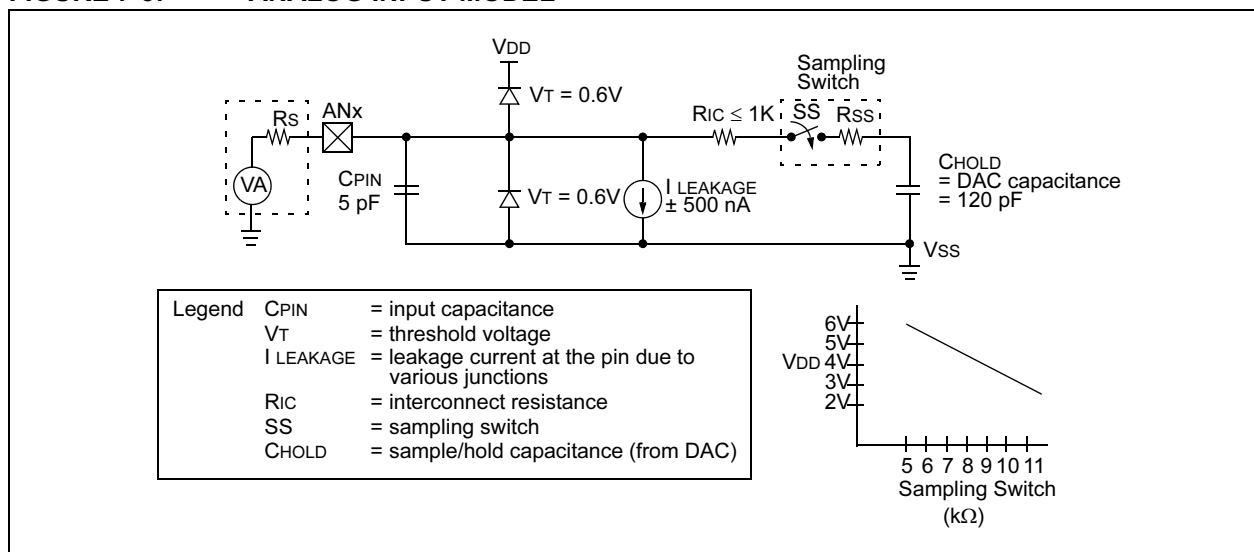 VDD
VT = 0.6V
ANx
RS
VA
CPIN
5 pF
VT = 0.6V
I LEAKAGE
± 500 nA
RIC ≤ 1K
Sampling
Switch
SS
RSS
CHOLD
= DAC capacitance
= 120 pF
VSS
Legend CPIN = input capacitance
VT = threshold voltage
I LEAKAGE = leakage current at the pin due to
various junctions
RIC = interconnect resistance
SS = sampling switch
CHOLD = sample/hold capacitance (from DAC)
6V
5V
VDD 4V
3V
2V
5 6 7 8 9 10 11
Sampling Switch
(kΩ)